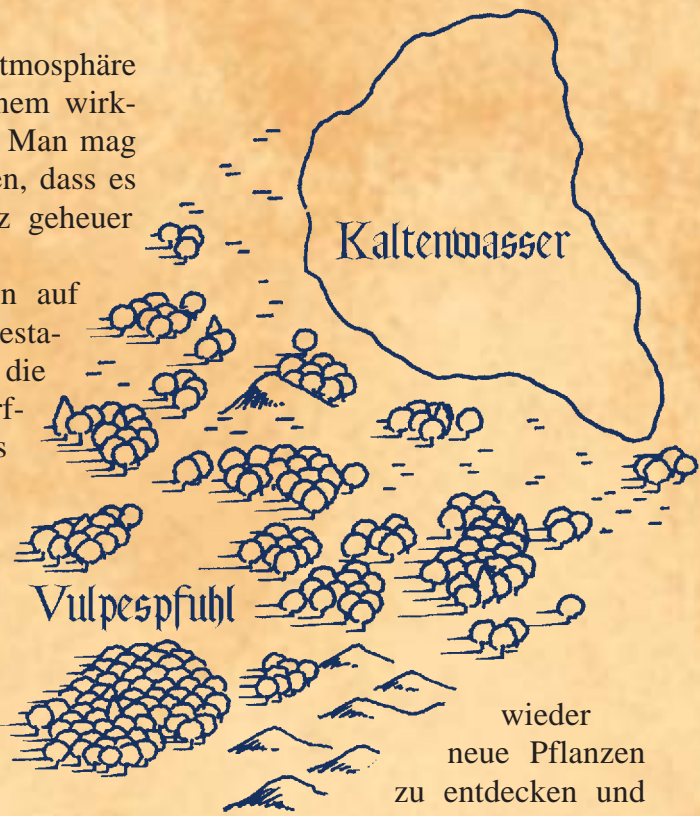 tmosphäre
nem wirk-
Man mag
en, dass es
z geheuer
n auf
esta-
die
rf-
s
Kaltenwasser
Vulpespfuhl
wieder
neue Pflanzen
zu entdecken und